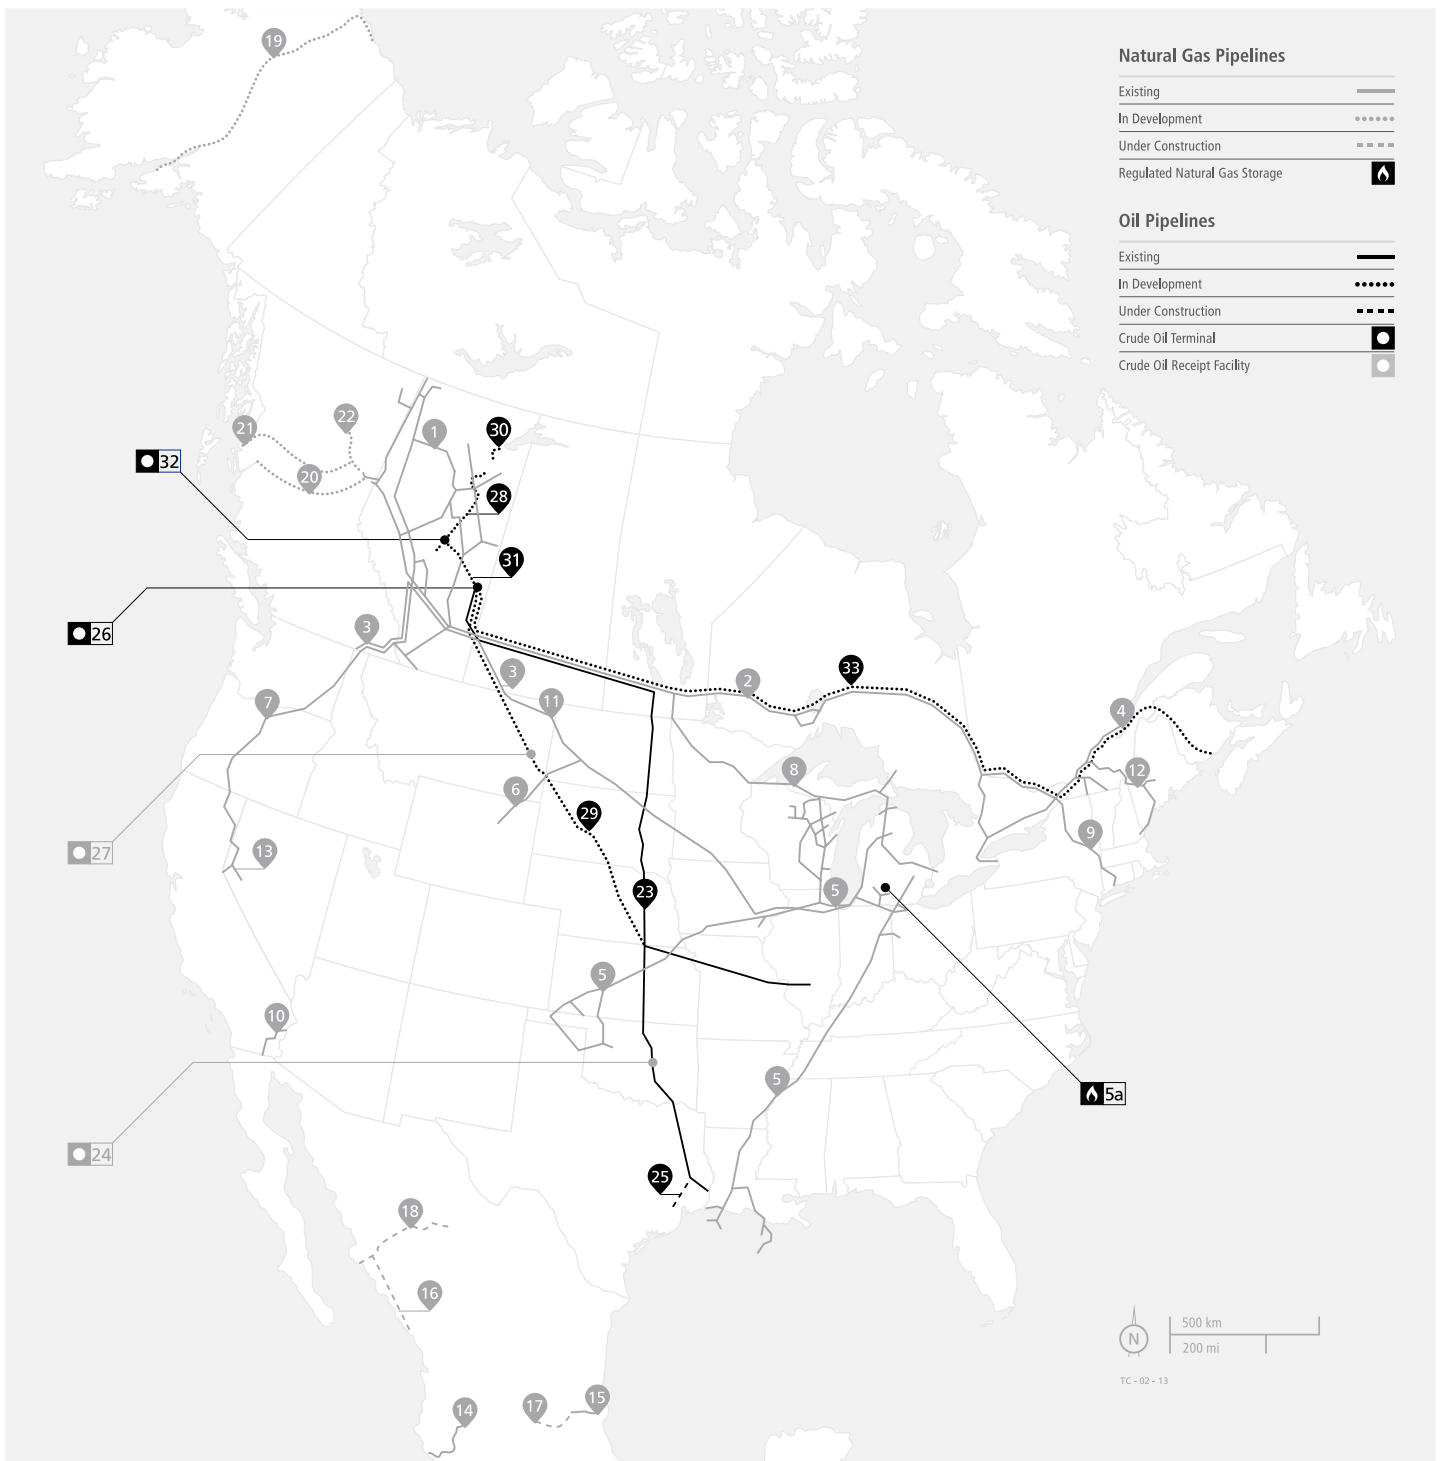 19
Natural Gas Pipelines
Existing
In Development
Under Construction
Regulated Natural Gas Storage
Oil Pipelines
Existing
In Development
Under Construction
Crude Oil Terminal
Crude Oil Receipt Facility
22
21
1
30
32
20
28
31
26
3
3
2
33
7
11
4
8
12
6
29
27
13
9
23
5
5
10
5
5a
24
25
18
16
500 km
N
200 mi
TC - 02 - 13
14
17
15